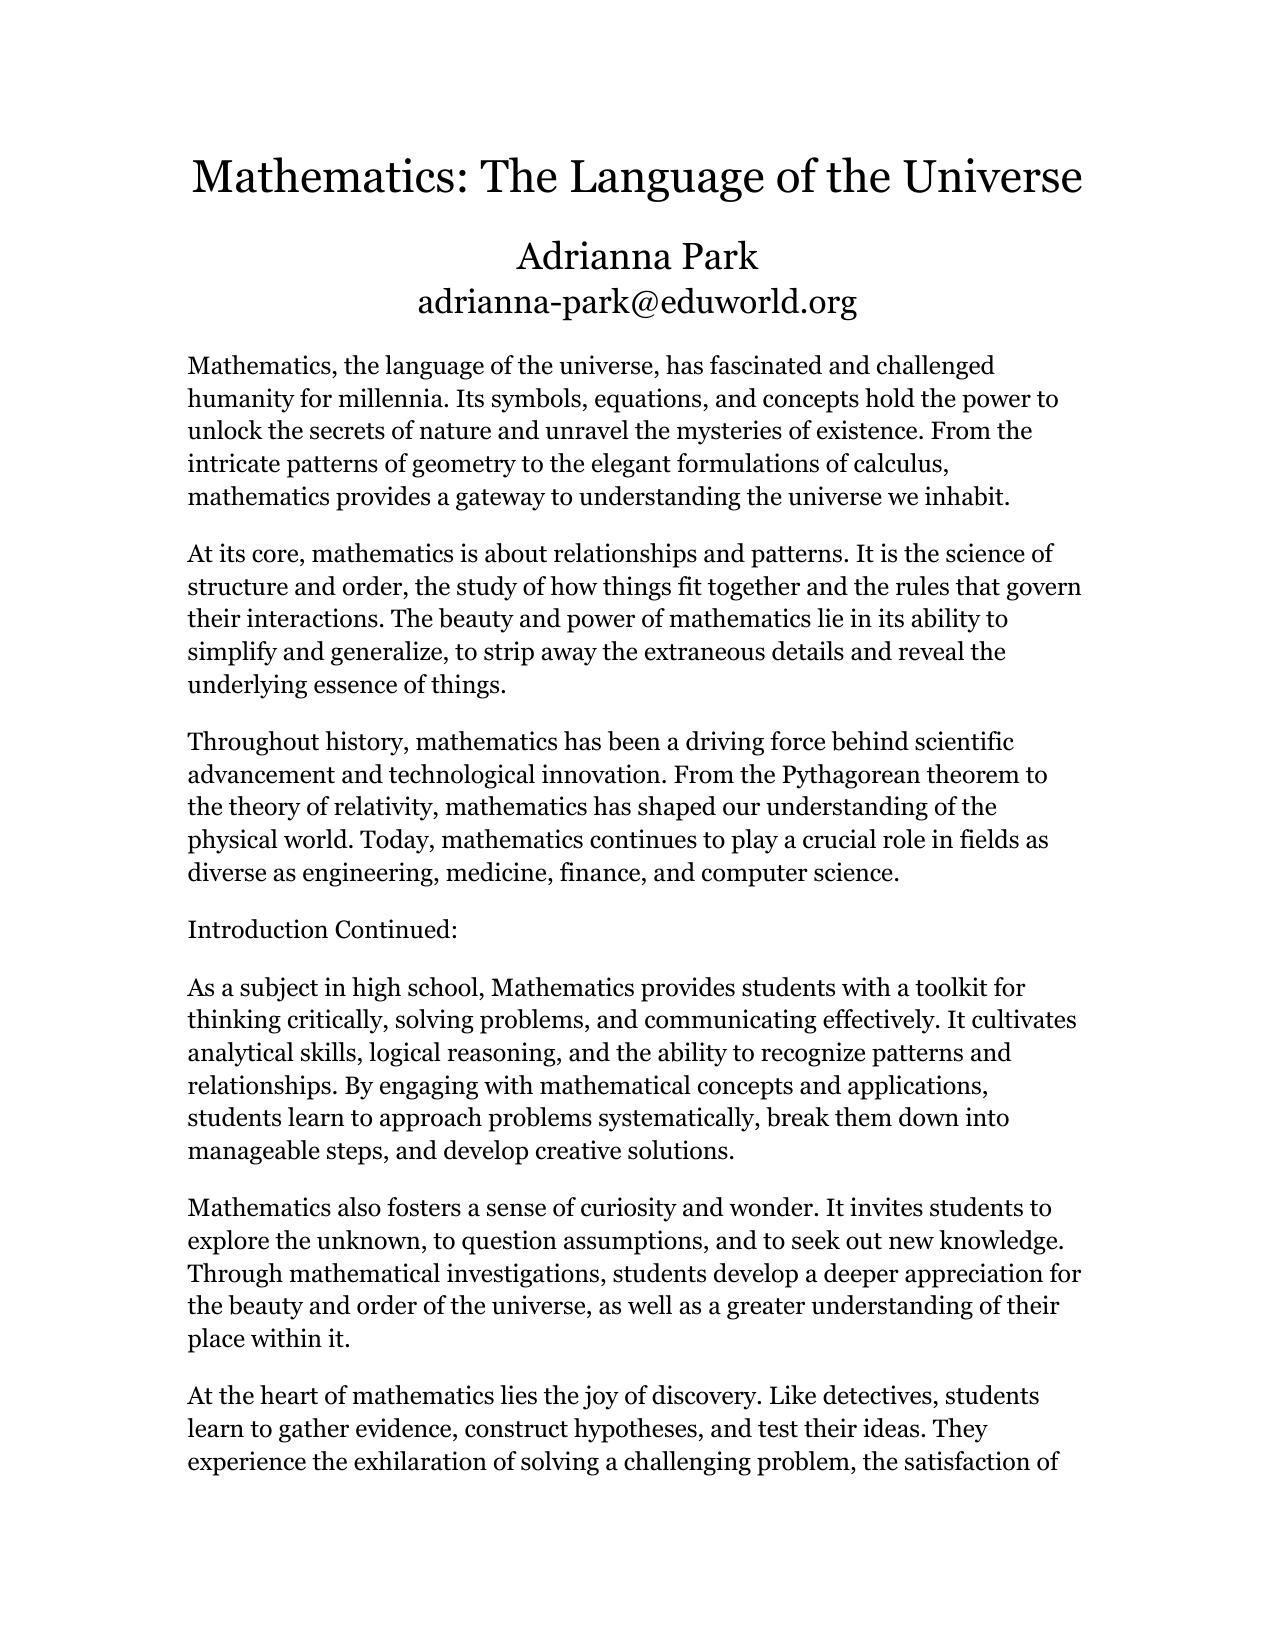 Mathematics: The Language of the Universe
Adrianna Park
adrianna-park@eduworld.org
Mathematics, the language of the universe, has fascinated and challenged
humanity for millennia. Its symbols, equations, and concepts hold the power to
unlock the secrets of nature and unravel the mysteries of existence. From the
intricate patterns of geometry to the elegant formulations of calculus,
mathematics provides a gateway to understanding the universe we inhabit.
At its core, mathematics is about relationships and patterns. It is the science of
structure and order, the study of how things fit together and the rules that govern
their interactions. The beauty and power of mathematics lie in its ability to
simplify and generalize, to strip away the extraneous details and reveal the
underlying essence of things.
Throughout history, mathematics has been a driving force behind scientific
advancement and technological innovation. From the Pythagorean theorem to
the theory of relativity, mathematics has shaped our understanding of the
physical world. Today, mathematics continues to play a crucial role in fields as
diverse as engineering, medicine, finance, and computer science.
Introduction Continued:
As a subject in high school, Mathematics provides students with a toolkit for
thinking critically, solving problems, and communicating effectively. It cultivates
analytical skills, logical reasoning, and the ability to recognize patterns and
relationships. By engaging with mathematical concepts and applications,
students learn to approach problems systematically, break them down into
manageable steps, and develop creative solutions.
Mathematics also fosters a sense of curiosity and wonder. It invites students to
explore the unknown, to question assumptions, and to seek out new knowledge.
Through mathematical investigations, students develop a deeper appreciation for
the beauty and order of the universe, as well as a greater understanding of their
place within it.
At the heart of mathematics lies the joy of discovery. Like detectives, students
learn to gather evidence, construct hypotheses, and test their ideas. They
experience the exhilaration of solving a challenging problem, the satisfaction of